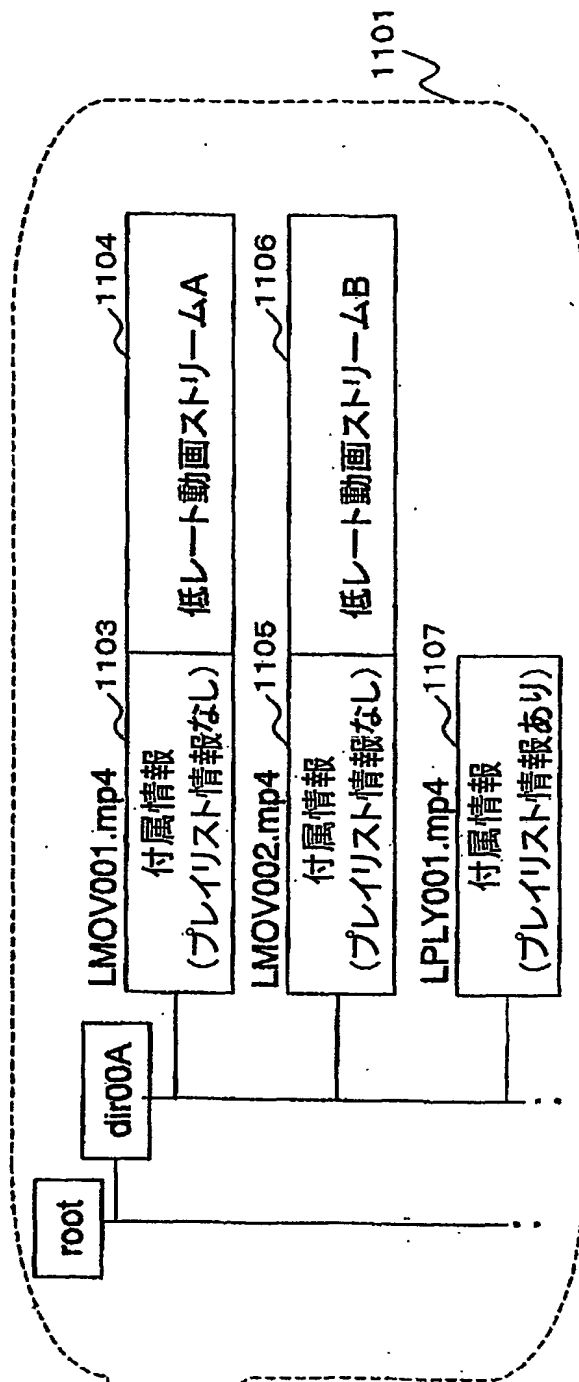 root
dir00A
LMOV001.mp4
1103
付属情報
(プレイリスト情報なし)
1104
低レート動画ストリームA
LMOV002.mp4
1105
付属情報
(プレイリスト情報なし)
1106
低レート動画ストリームB
LPLY001.mp4
1107
付属情報
(プレイリスト情報あり)
1101